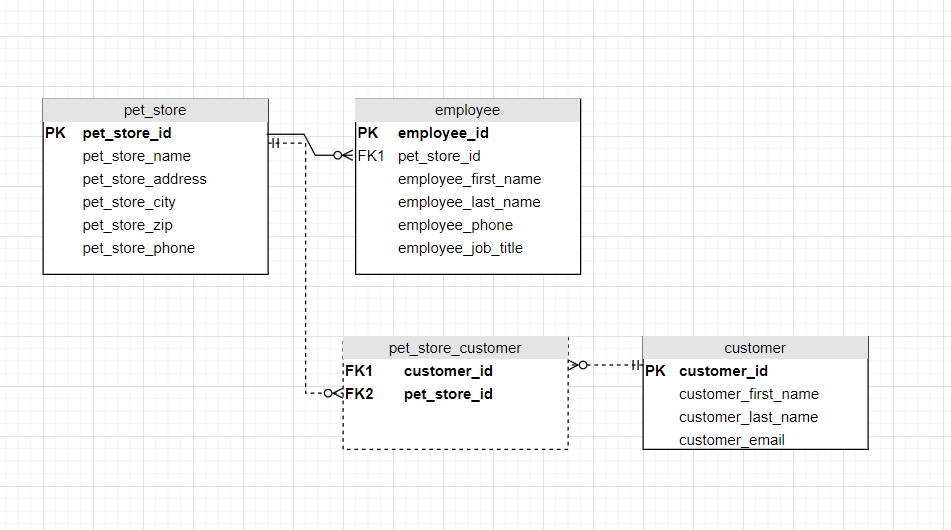 pet_store
PK pet_store_id
pet_store_name
pet_store_address
pet_store_city
pet_store_zip
pet_store_phone
employee
PK employee_id
FK1 pet_store_id
employee_first_name
employee_last_name
employee_phone
employee_job_title
pet_store_customer
FK1 customer_id
FK2 pet_store_id
customer
PK customer_id
customer_first_name
customer_last_name
customer_email